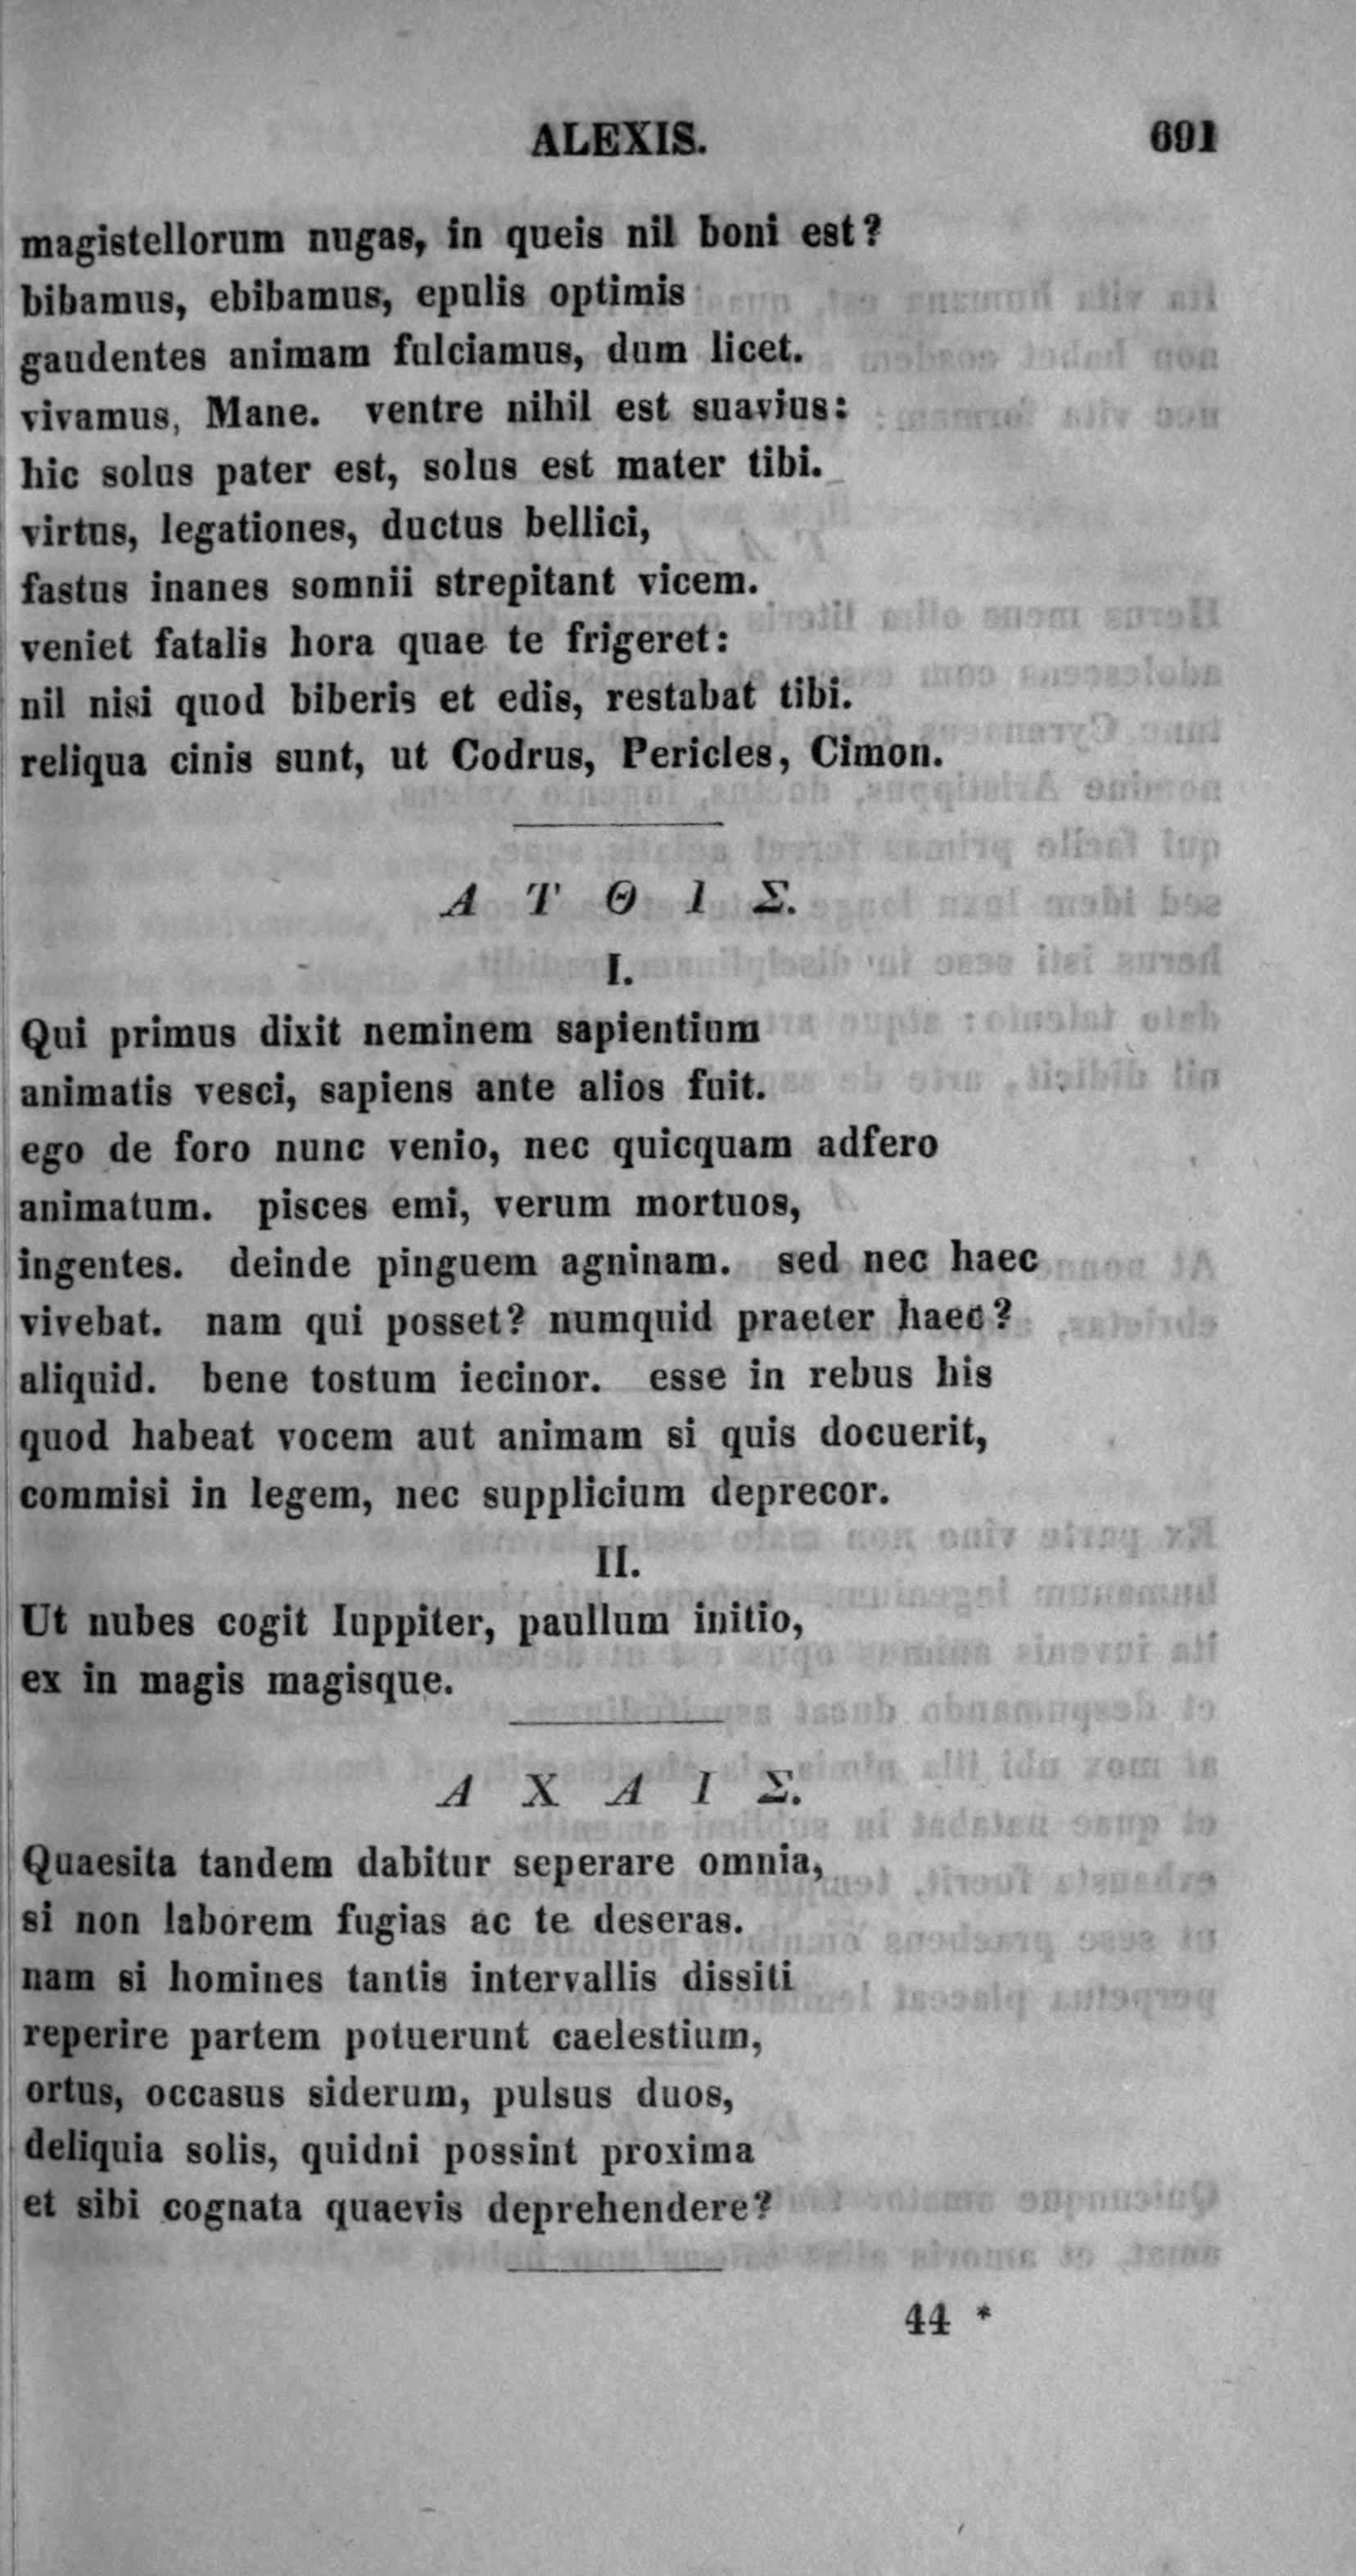 ALEXIS. 691
magistellorum nugas, in queis nil boni est?
bibamus, ebibamus, epulis optimis
gaudentes animam fulciamus, dum licet.
vivamus, Mane. ventre nihil est suavius:
hic solus pater est, solus est mater tibi.
virtus, legationes, ductus bellici,
fastus inanes somnii strepitant vicem.
veniet fatalis hora quae te frigeret:
nil nisi quod biberis et edis, restabat tibi.
reliqua cinis sunt, ut Codrus, Pericles, Cimon.
Α Τ Θ Ι Σ.
I.
Qui primus dixit neminem sapientium
animatis vesci, sapiens ante alios fuit.
ego de foro nunc venio, nec quicquam adfero
animatum. pisces emi, verum mortuos,
ingentes. deinde pinguem agninam. sed nec haec
vivebat. nam qui posset? numquid praeter haec?
aliquid. bene tostum iecinor. esse in rebus his
quod habeat vocem aut animam si quis docuerit,
commisi in legem, nec supplicium deprecor.
II.
Ut nubes cogit Iuppiter, paullum initio,
ex in magis magisque.
Α Χ Α Ι Σ.
Quaesita tandem dabitur seperare omnia,
si non laborem fugias ac te deseras.
nam si homines tantis intervallis dissiti
reperire partem potuerunt caelestium,
ortus, occasus siderum, pulsus duos,
deliquia solis, quidni possint proxima
et sibi cognata quaevis deprehendere?
44 *